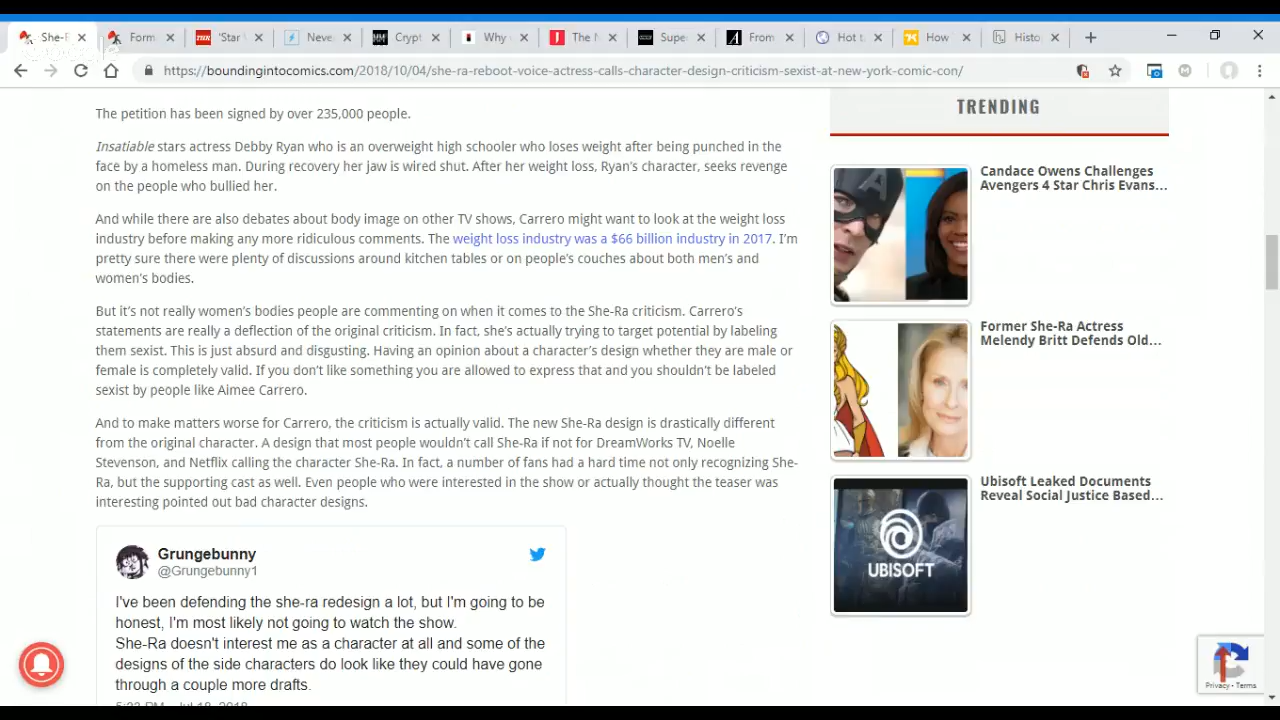 She-R
Form
THR
'Star
Neve
Crypt
Why
The N
Supe
From
Hot t
How
Histo
https://boundingintocomics.com/2018/10/04/she-ra-reboot-voice-actress-calls-character-design-criticism-sexist-at-new-york-comic-con/
The petition has been signed by over 235,000 people.
Insatiable stars actress Debby Ryan who is an overweight high schooler who loses weight after being punched in the
face by a homeless man. During recovery her jaw is wired shut. After her weight loss, Ryan's character, seeks revenge
on the people who bullied her.
And while there are also debates about body image on other TV shows, Carrero might want to look at the weight loss
industry before making any more ridiculous comments. The weight loss industry was a $66 billion industry in 2017. I'm
pretty sure there were plenty of discussions around kitchen tables or on people's couches about both men's and
women's bodies.
But it's not really women's bodies people are commenting on when it comes to the She-Ra criticism. Carrero's
statements are really a deflection of the original criticism. In fact, she's actually trying to target potential by labeling
them sexist. This is just absurd and disgusting. Having an opinion about a character's design whether they are male or
female is completely valid. If you don't like something you are allowed to express that and you shouldn't be labeled
sexist by people like Aimee Carrero.
And to make matters worse for Carrero, the criticism is actually valid. The new She-Ra design is drastically different
from the original character. A design that most people wouldn't call She-Ra if not for DreamWorks TV, Noelle
Stevenson, and Netflix calling the character She-Ra. In fact, a number of fans had a hard time not only recognizing She-
Ra, but the supporting cast as well. Even people who were interested in the show or actually thought the teaser was
interesting pointed out bad character designs.
Grungebunny
@Grungebunny1
I've been defending the she-ra redesign a lot, but I'm going to be
honest, I'm most likely not going to watch the show.
She-Ra doesn't interest me as a character at all and some of the
designs of the side characters do look like they could have gone
through a couple more drafts.
5:23 PM - Jul 18, 2018
TRENDING
Candace Owens Challenges
Avengers 4 Star Chris Evans...
Former She-Ra Actress
Melendy Britt Defends Old...
Ubisoft Leaked Documents
Reveal Social Justice Based...
UBISOFT
Privacy - Terms